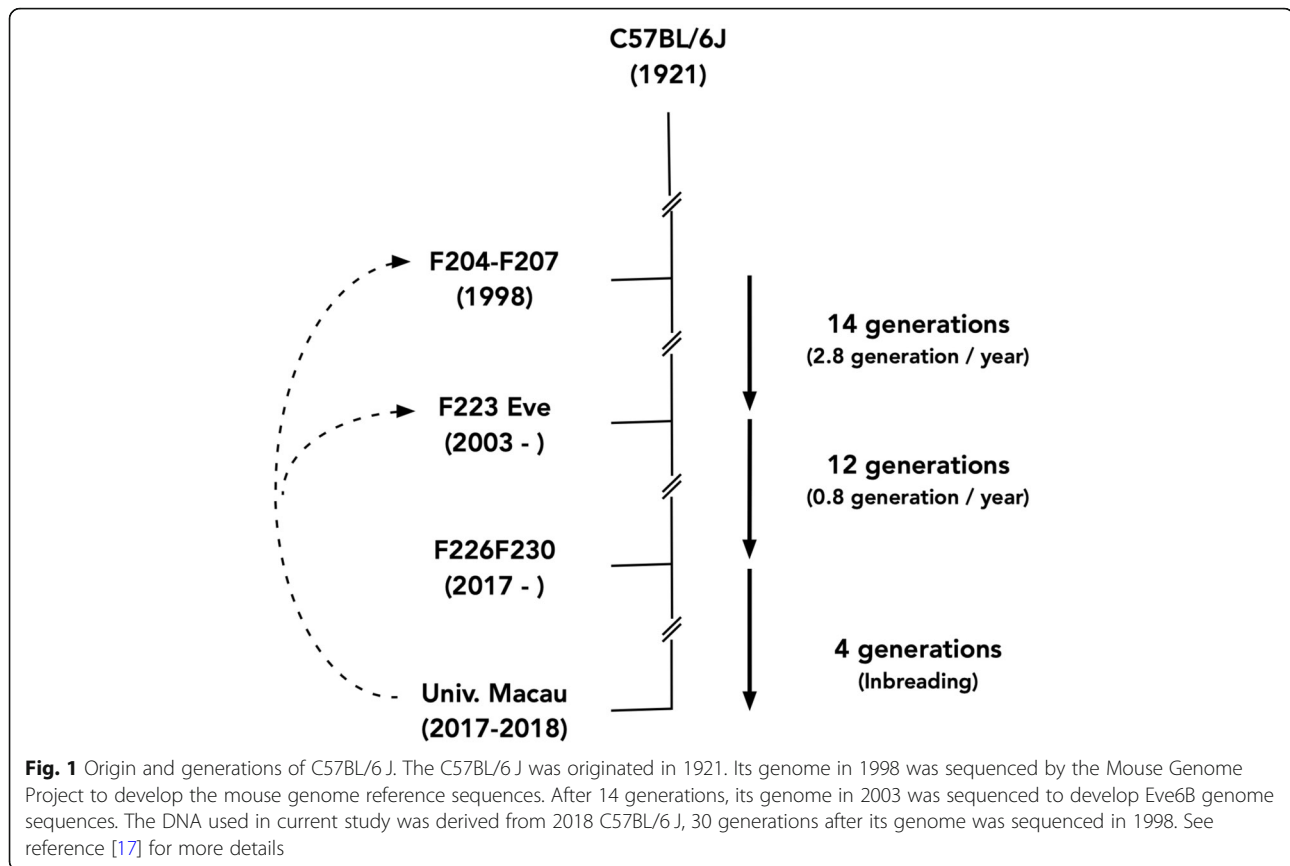 C57BL/6J
(1921)
F204-F207
(1998)
14 generations
(2.8 generation / year)
F223 Eve
(2003 - )
12 generations
(0.8 generation / year)
F226F230
(2017 - )
4 generations
(Inbreading)
Univ. Macau
(2017-2018)
Fig. 1 Origin and generations of C57BL/6 J. The C57BL/6 J was originated in 1921. Its genome in 1998 was sequenced by the Mouse Genome
Project to develop the mouse genome reference sequences. After 14 generations, its genome in 2003 was sequenced to develop Eve6B genome
sequences. The DNA used in current study was derived from 2018 C57BL/6 J, 30 generations after its genome was sequenced in 1998. See
reference [17] for more details